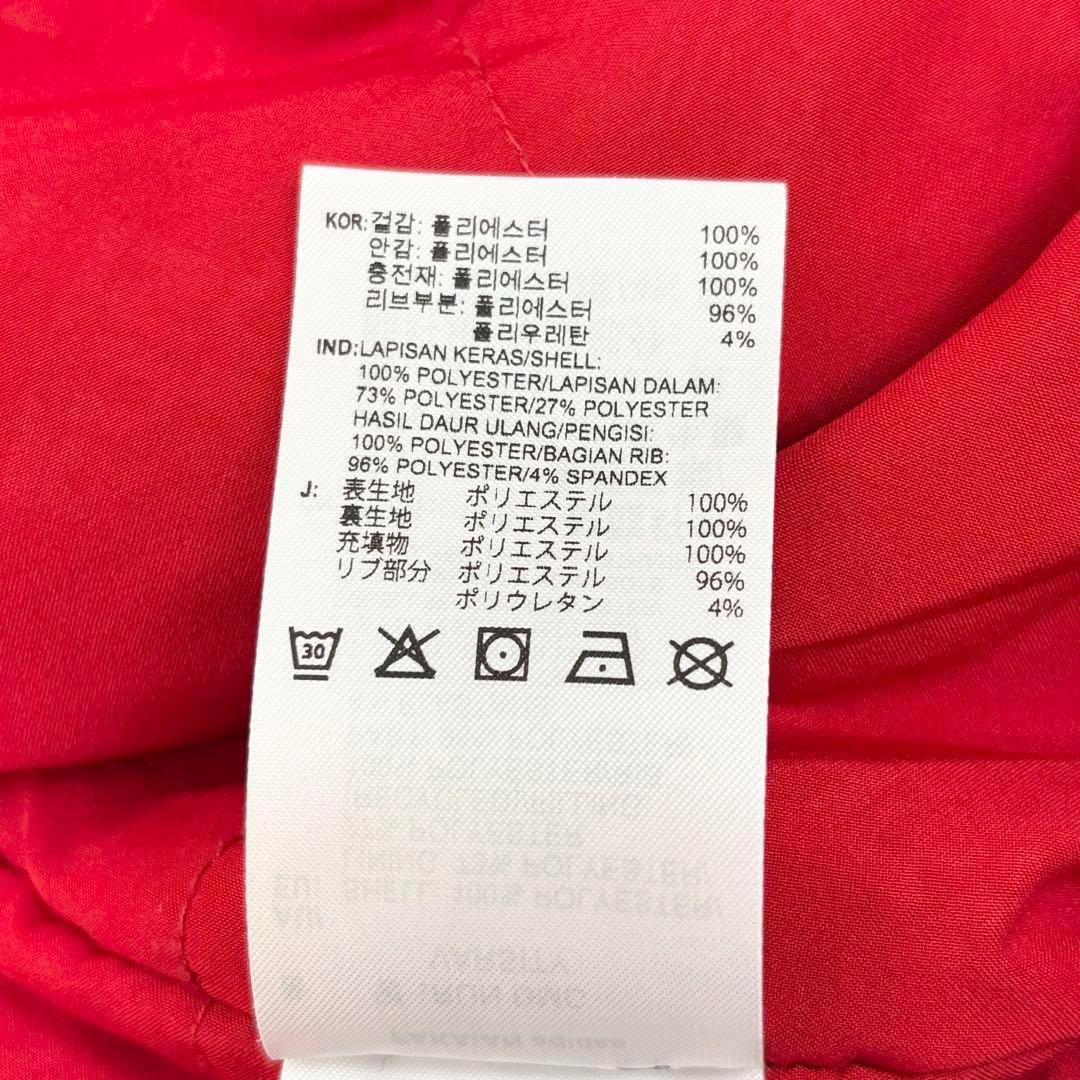 KOR: 겉감: 폴리에스터 100%
안감: 폴리에스터 100%
충전재: 폴리에스터 100%
리브부분: 폴리에스터 96%
폴리우레탄 4%
IND: LAPISAN KERAS/SHELL:
100% POLYESTER/LAPISAN DALAM:
73% POLYESTER/27% POLYESTER
HASIL DAUR ULANG/PENGISI:
100% POLYESTER/BAGIAN RIB:
96% POLYESTER/4% SPANDEX
J: 表生地 ポリエステル 100%
裏生地 ポリエステル 100%
充填物 ポリエステル 100%
リブ部分 ポリエステル 96%
ポリウレタン 4%
30